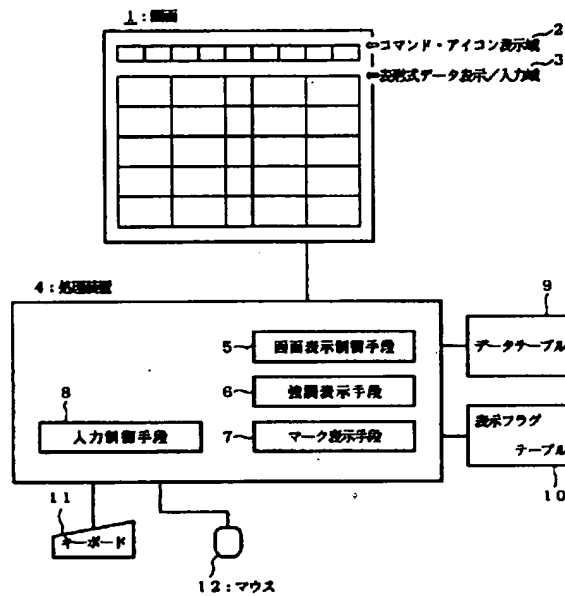 1：画面
コマンド・アイコン表示域
2
表形式データ表示／入力域
3
4：処理装置
5
画面表示制御手段
6
強調表示手段
7
マーク表示手段
8
入力制御手段
9
データテーブル
表示フラグ
テーブル
10
11
キーボード
12：マウス